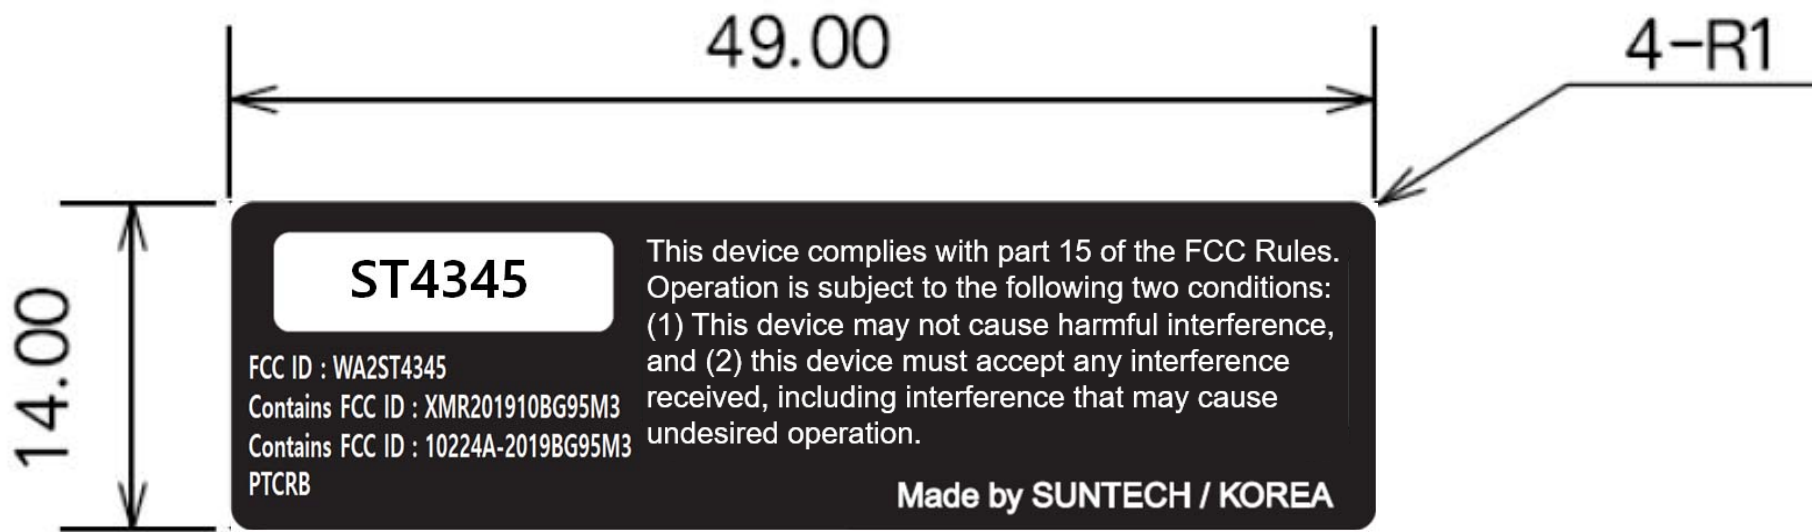 49.00
4-R1
14.00
ST4345
FCC ID : WA2ST4345
Contains FCC ID : XMR201910BG95M3
Contains FCC ID : 10224A-2019BG95M3
PTCRB
This device complies with part 15 of the FCC Rules.
Operation is subject to the following two conditions:
(1) This device may not cause harmful interference,
and (2) this device must accept any interference
received, including interference that may cause
undesired operation.
Made by SUNTECH / KOREA